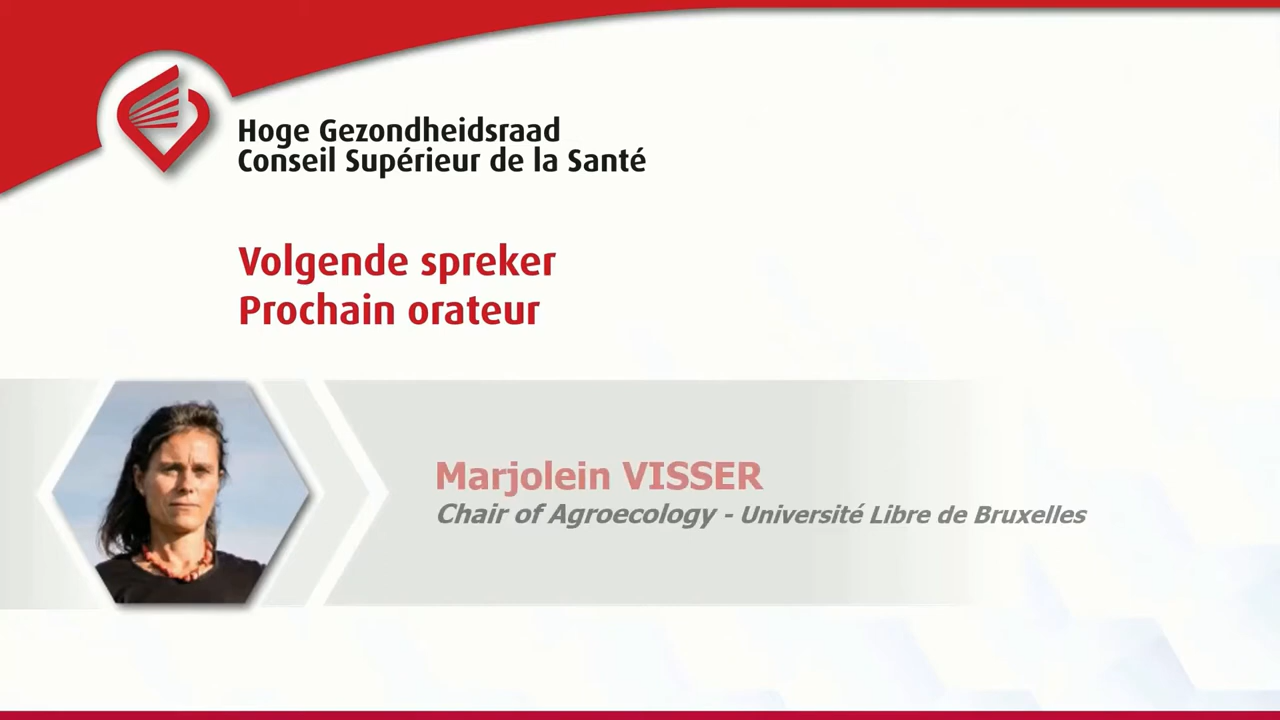 Hoge Gezondheidsraad
Conseil Supérieur de la Santé
Volgende spreker
Prochain orateur
Marjolein VISSER
Chair of Agroecology - Université Libre de Bruxelles